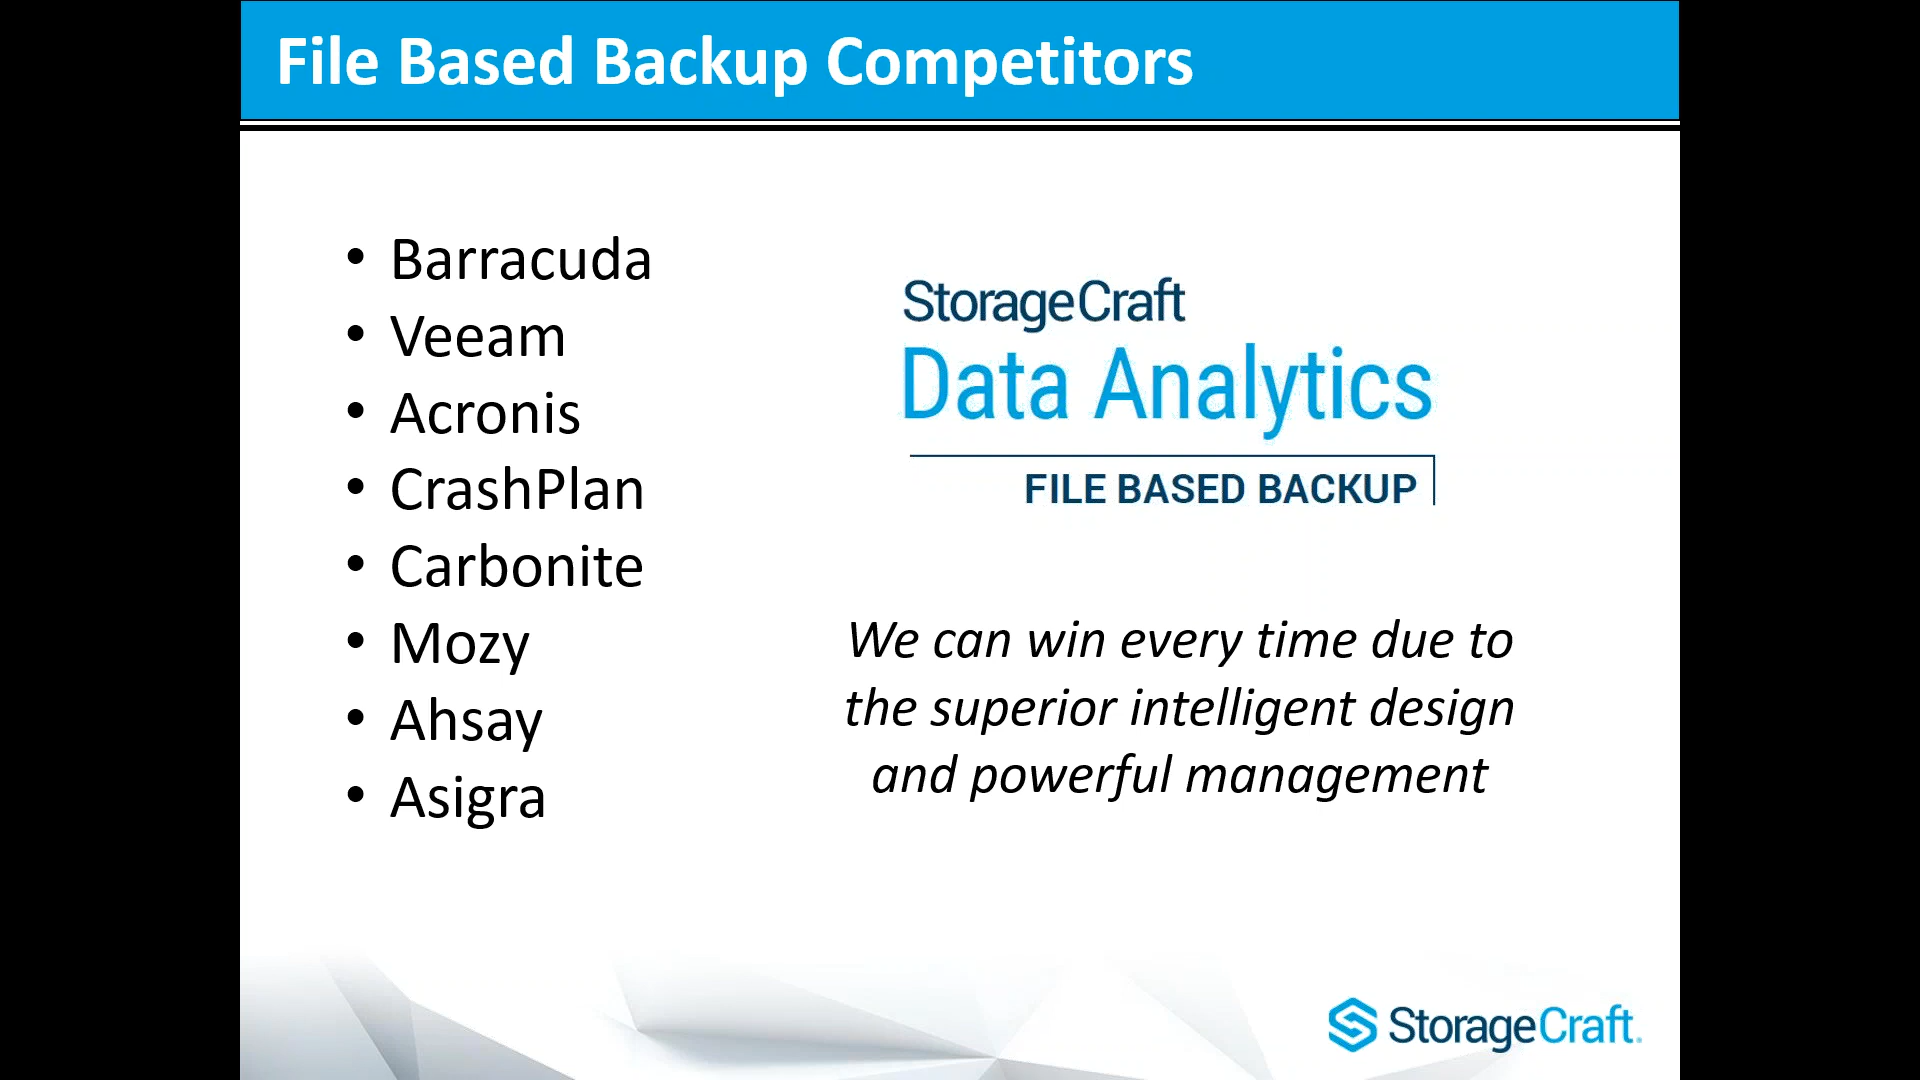 File Based Backup Competitors
• Barracuda
• Veeam
• Acronis
• CrashPlan
• Carbonite
• Mozy
• Ahsay
• Asigra
StorageCraft
Data Analytics
FILE BASED BACKUP
We can win every time due to
the superior intelligent design
and powerful management
StorageCraft.